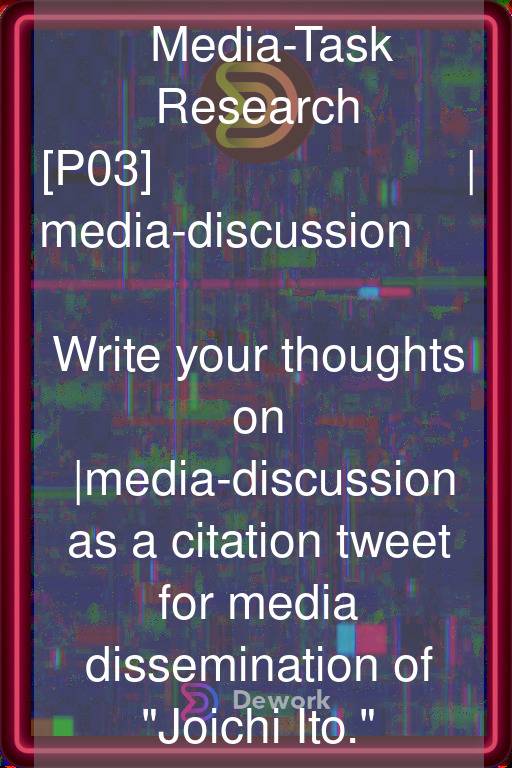 Media-Task
Research
[P03] |
media-discussion
Write your thoughts
on
|media-discussion
as a citation tweet
for media
dissemination of
Dework
"Joichi Ito."